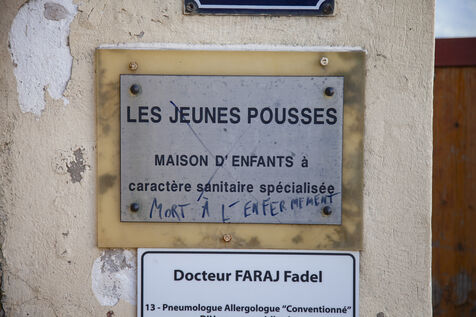 LES JEUNES POUSSES
MAISON D'ENFANTS à
caractère sanitaire spécialisée
MORT À L'ENFERMEMENT
Docteur FARAJ Fadel
13 - Pneumologue Allergologue "Conventionné"